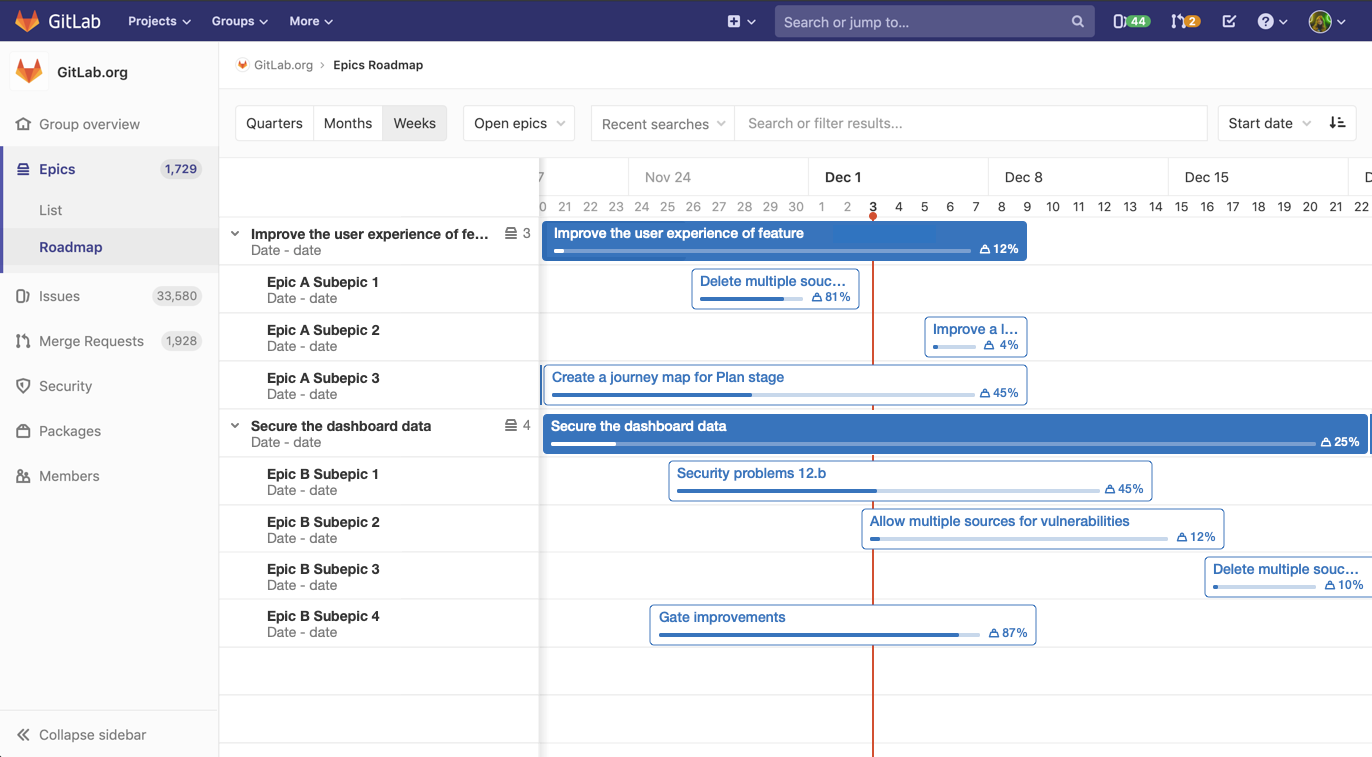 GitLab Projects Groups More Search or jump to... 44 2
GitLab.org
GitLab.org › Epics Roadmap
Group overview
Epics 1,729
List
Roadmap
Issues 33,580
Merge Requests 1,928
Security
Packages
Members
Collapse sidebar
Quarters Months Weeks Open epics Recent searches Search or filter results... Start date
7 Nov 24 Dec 1 Dec 8 Dec 15 D
0 21 22 23 24 25 26 27 28 29 30 1 2 3 4 5 6 7 8 9 10 11 12 13 14 15 16 17 18 19 20 21 22
Improve the user experience of fe... 3
Date - date
Improve the user experience of feature
12%
Epic A Subepic 1
Date - date
Delete multiple souc...
81%
Epic A Subepic 2
Date - date
Improve a l...
4%
Epic A Subepic 3
Date - date
Create a journey map for Plan stage
45%
Secure the dashboard data 4
Date - date
Secure the dashboard data
25%
Epic B Subepic 1
Date - date
Security problems 12.b
45%
Epic B Subepic 2
Date - date
Allow multiple sources for vulnerabilities
12%
Epic B Subepic 3
Date - date
Delete multiple souc...
10%
Epic B Subepic 4
Date - date
Gate improvements
87%